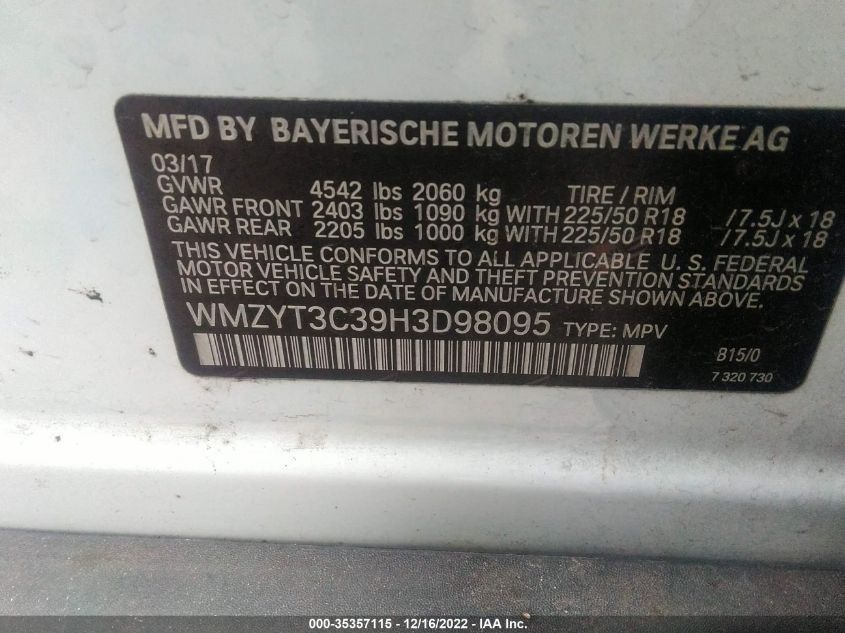 MFD BY BAYERISCHE MOTOREN WERKE AG
03/17
GVWR 4542 lbs 2060 kg TIRE / RIM
GAWR FRONT 2403 lbs 1090 kg WITH 225/50 R18 / 7.5J x 18
GAWR REAR 2205 lbs 1000 kg WITH 225/50 R18 / 7.5J x 18
THIS VEHICLE CONFORMS TO ALL APPLICABLE U. S. FEDERAL
MOTOR VEHICLE SAFETY AND THEFT PREVENTION STANDARDS
IN EFFECT ON THE DATE OF MANUFACTURE SHOWN ABOVE.
WMZYT3C39H3D98095 TYPE: MPV
B15/0
7 320 730
000-35357115 - 12/16/2022 - IAA Inc.